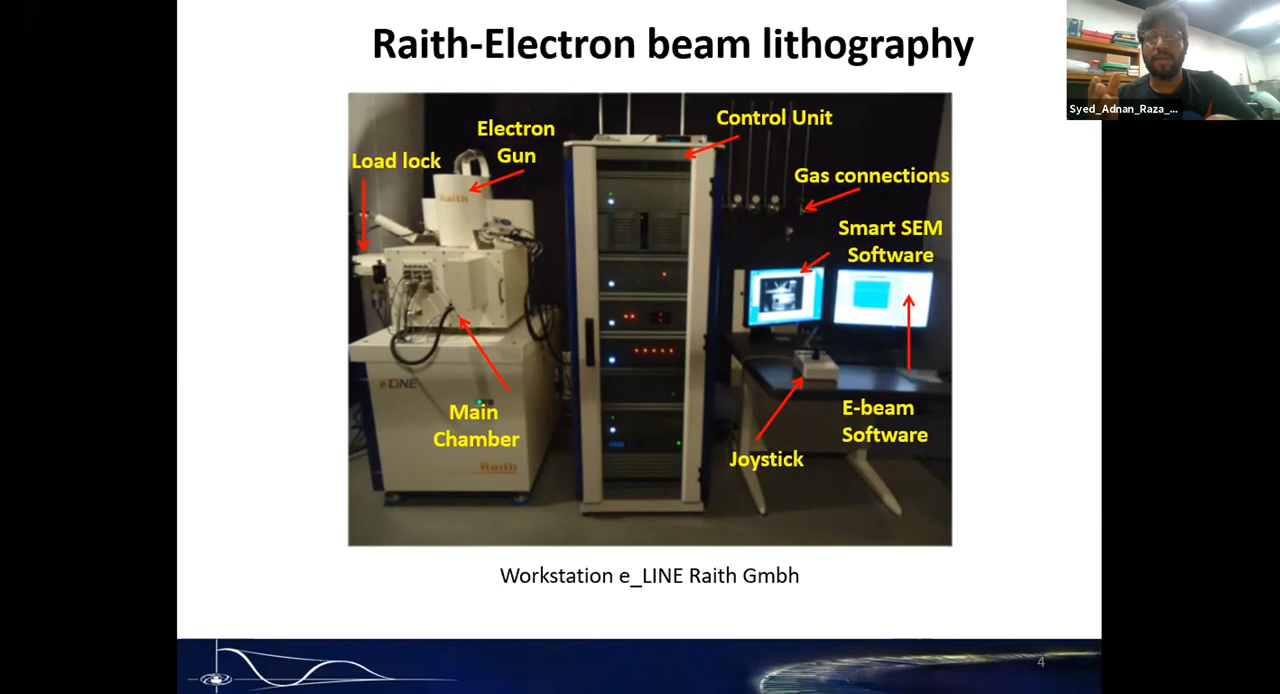 Raith-Electron beam lithography
Syed_Adnan_Raza_...
Control Unit
Electron
Gun
Load lock
Gas connections
Raith
Smart SEM
Software
eLiNE
Main
Chamber
E-beam
Software
Joystick
Raith
Workstation e_LINE Raith Gmbh
4